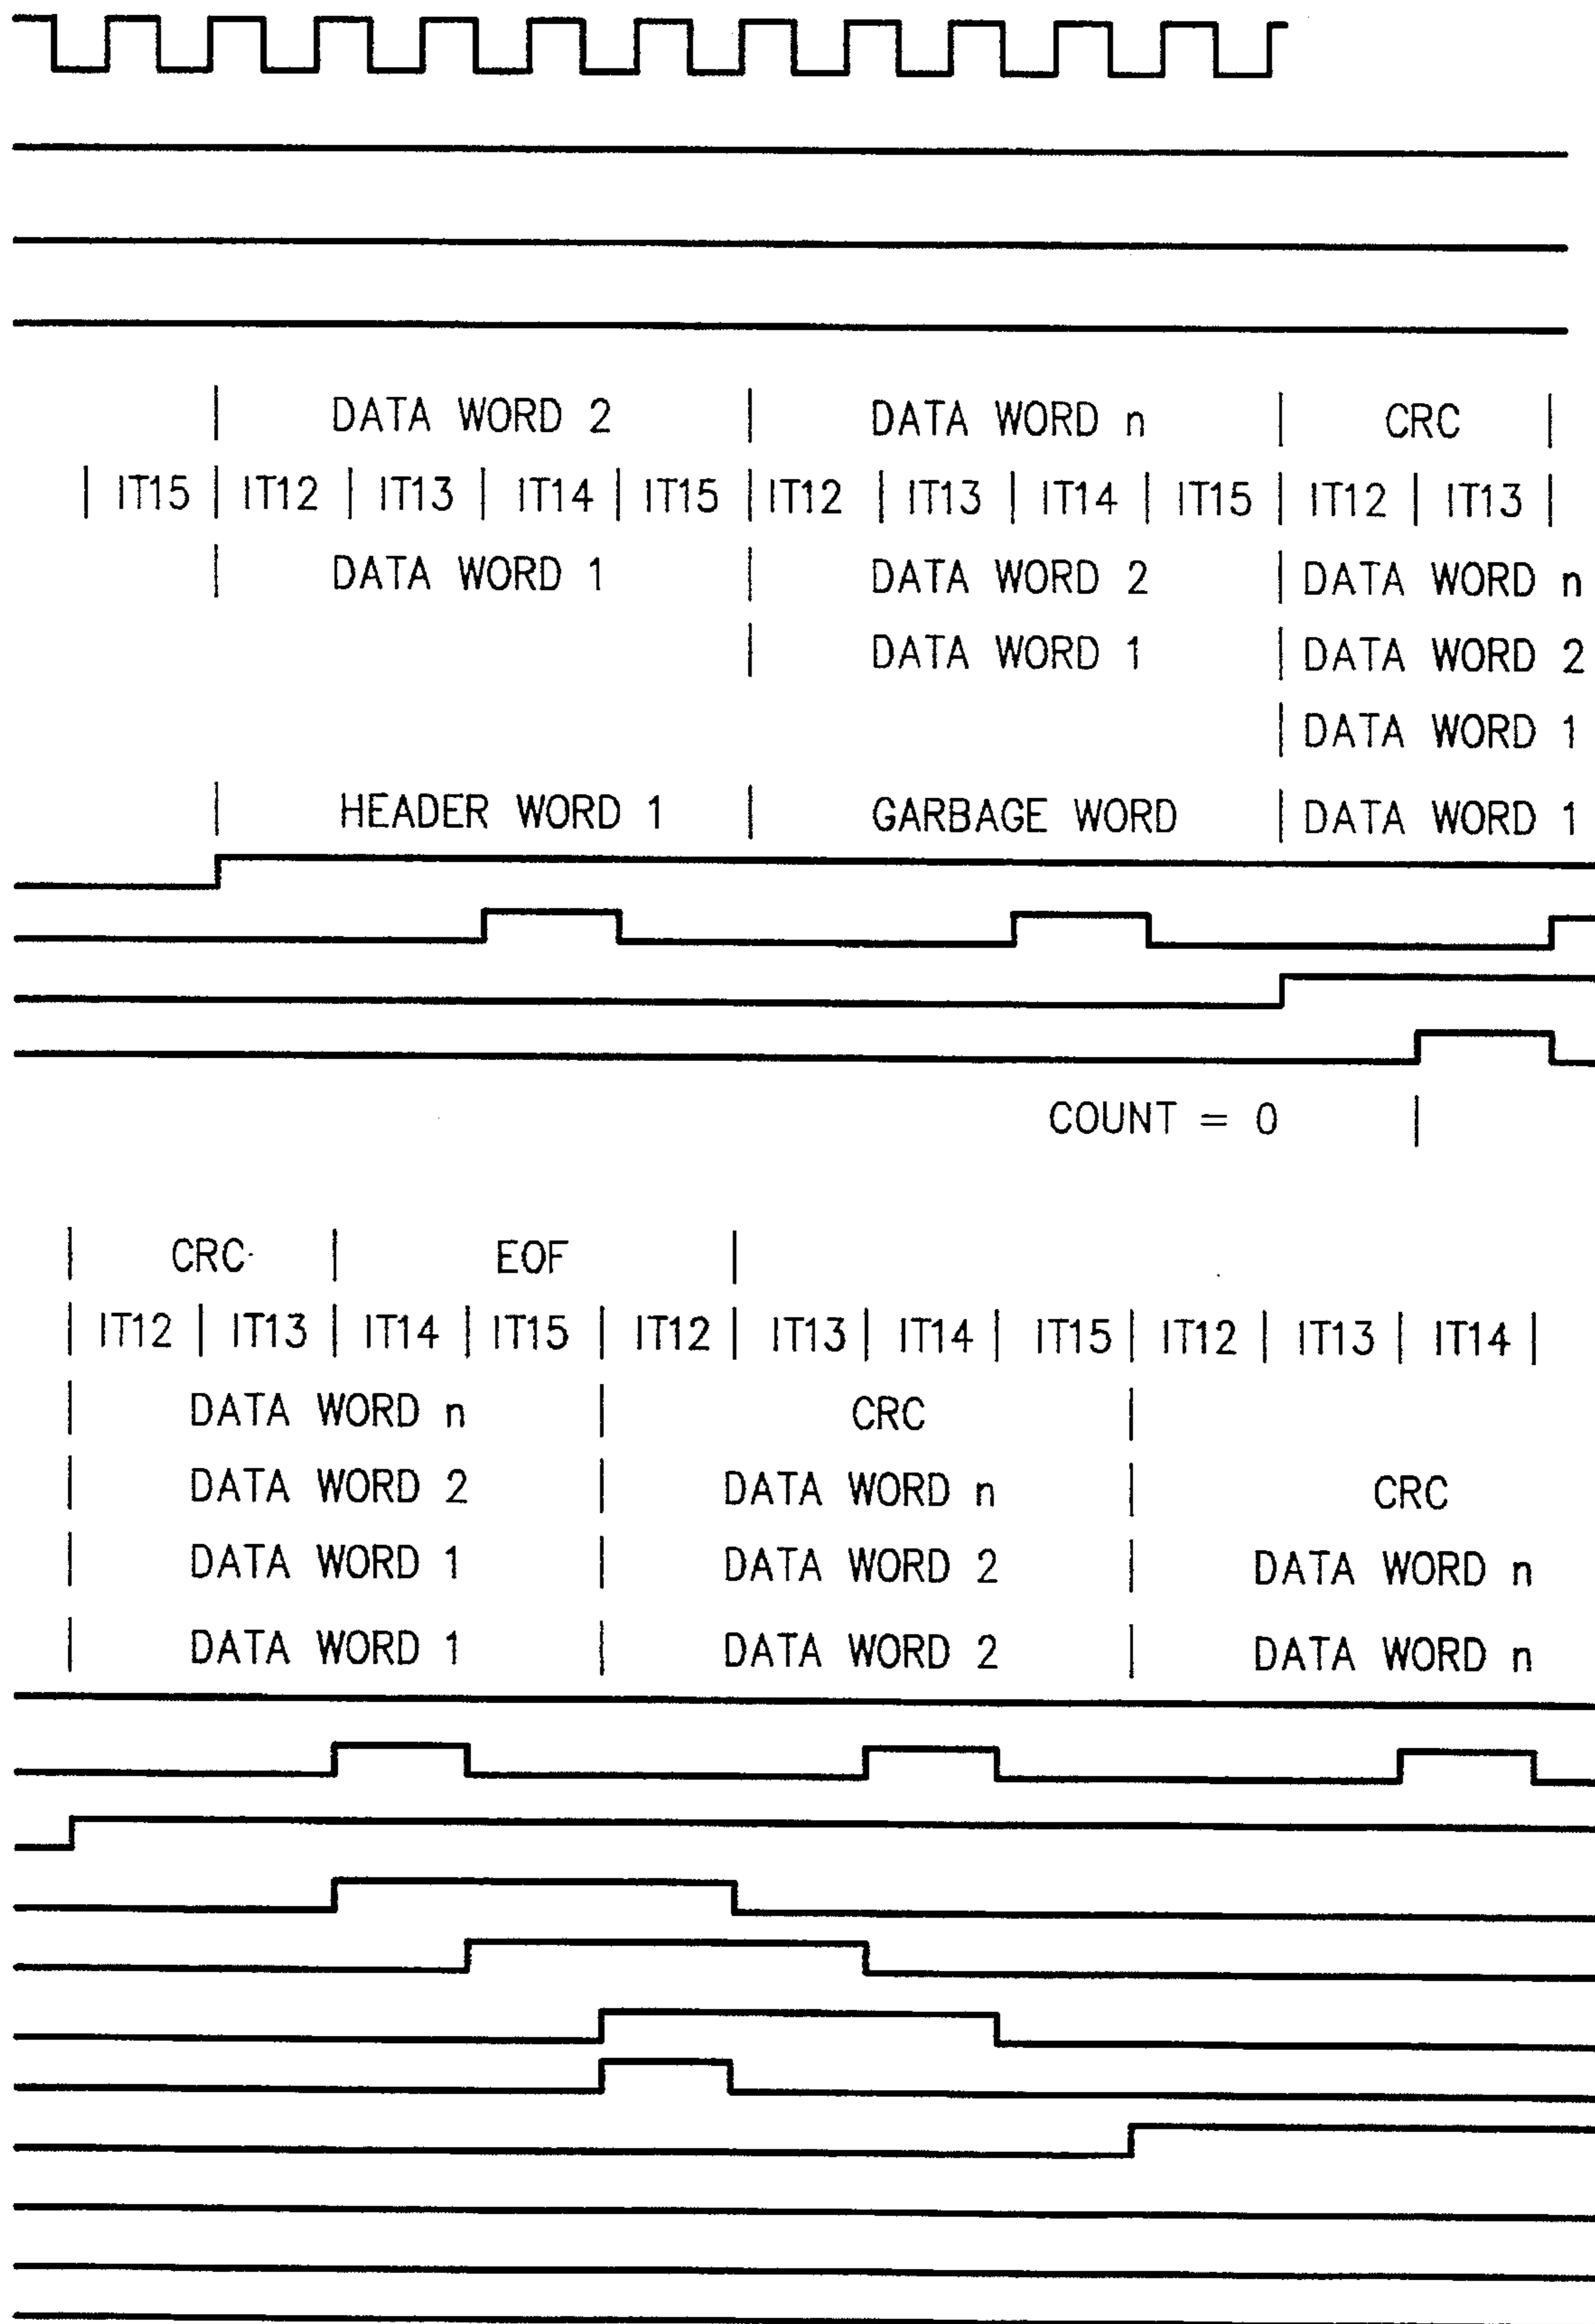 DATA WORD 2 DATA WORD n CRC
IT15 IT12 IT13 IT14 IT15 IT12 IT13 IT14 IT15 IT12 IT13
DATA WORD 1 DATA WORD 2 DATA WORD n
DATA WORD 1 DATA WORD 2
DATA WORD 1
HEADER WORD 1 GARBAGE WORD DATA WORD 1
COUNT = 0
CRC EOF
IT12 IT13 IT14 IT15 IT12 IT13 IT14 IT15 IT12 IT13 IT14
DATA WORD n CRC
DATA WORD 2 DATA WORD n CRC
DATA WORD 1 DATA WORD 2 DATA WORD n
DATA WORD 1 DATA WORD 2 DATA WORD n